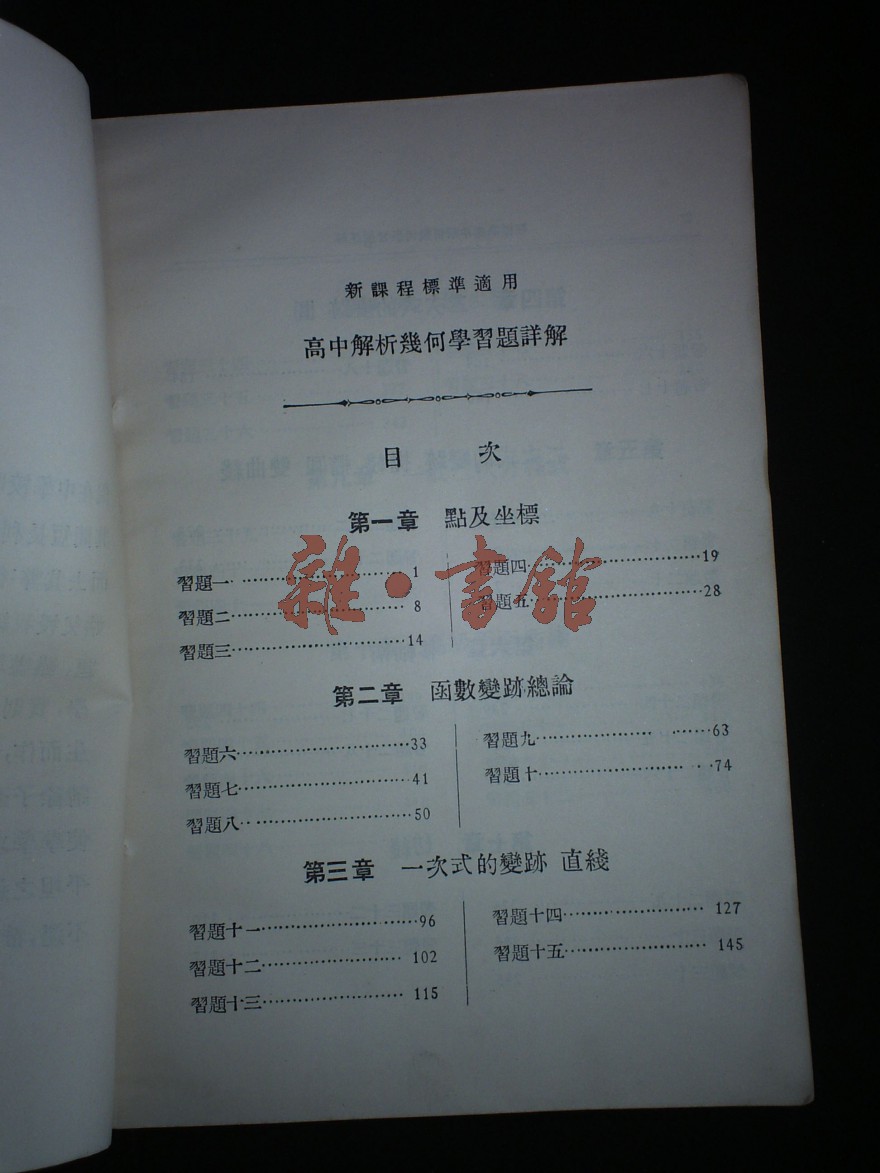 新課程標準適用
高中解析幾何學習題詳解
目 次
第一章 點及坐標
習題一 ………………………… 1
習題二 ………………………… 8
習題三………………………… 14
習題四………………………… 19
習題五………………………… 28
第二章 函數變跡總論
習題六…………………………33
習題七…………………………41
習題八…………………………50
習題九…………………………63
習題十…………………………74
第三章 一次式的變跡 直綫
習題十一………………………96
習題十二……………………… 102
習題十三……………………… 115
習題十四……………………… 127
習題十五……………………… 145
雜·書館